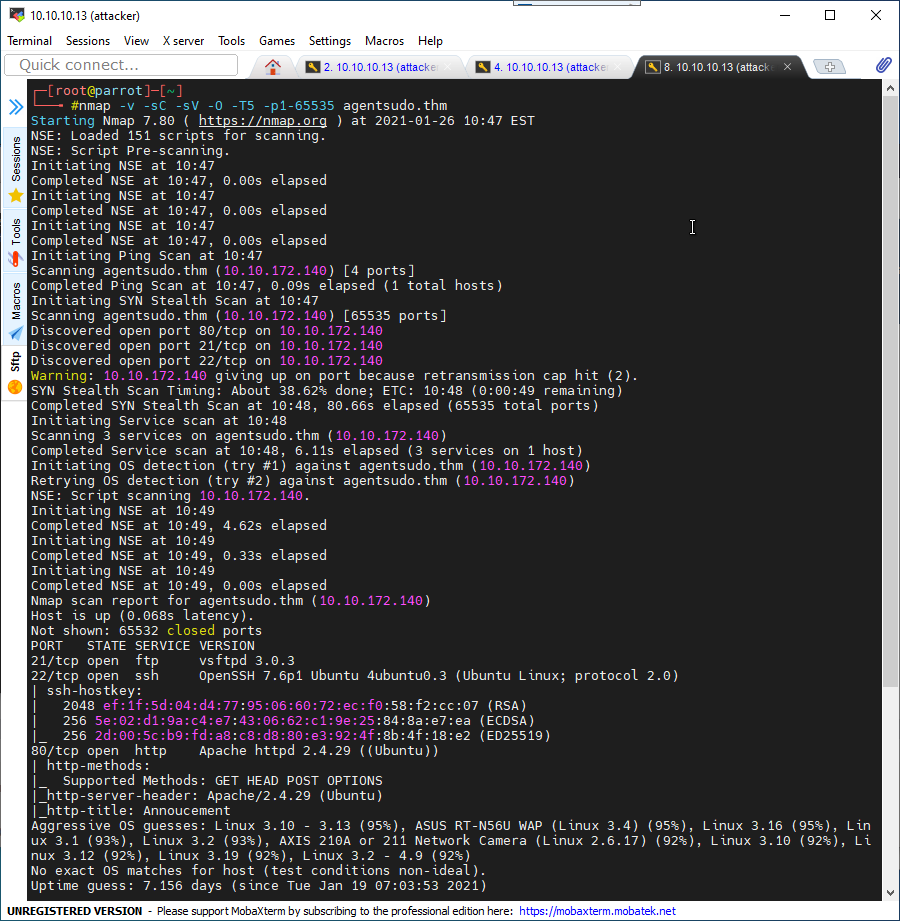 10.10.10.13 (attacker)
Terminal Sessions View X server Tools Games Settings Macros Help
Quick connect...
2. 10.10.10.13 (attacke
4. 10.10.10.13 (attacke
8. 10.10.10.13 (attacke
Sessions
Tools
Macros
Sftp
┌─[root@parrot]─[~]
└──╼ #nmap -v -sC -sV -O -T5 -p1-65535 agentsudo.thm
Starting Nmap 7.80 ( https://nmap.org ) at 2021-01-26 10:47 EST
NSE: Loaded 151 scripts for scanning.
NSE: Script Pre-scanning.
Initiating NSE at 10:47
Completed NSE at 10:47, 0.00s elapsed
Initiating NSE at 10:47
Completed NSE at 10:47, 0.00s elapsed
Initiating NSE at 10:47
Completed NSE at 10:47, 0.00s elapsed
Initiating Ping Scan at 10:47
Scanning agentsudo.thm (10.10.172.140) [4 ports]
Completed Ping Scan at 10:47, 0.09s elapsed (1 total hosts)
Initiating SYN Stealth Scan at 10:47
Scanning agentsudo.thm (10.10.172.140) [65535 ports]
Discovered open port 80/tcp on 10.10.172.140
Discovered open port 21/tcp on 10.10.172.140
Discovered open port 22/tcp on 10.10.172.140
Warning: 10.10.172.140 giving up on port because retransmission cap hit (2).
SYN Stealth Scan Timing: About 38.62% done; ETC: 10:48 (0:00:49 remaining)
Completed SYN Stealth Scan at 10:48, 80.66s elapsed (65535 total ports)
Initiating Service scan at 10:48
Scanning 3 services on agentsudo.thm (10.10.172.140)
Completed Service scan at 10:48, 6.11s elapsed (3 services on 1 host)
Initiating OS detection (try #1) against agentsudo.thm (10.10.172.140)
Retrying OS detection (try #2) against agentsudo.thm (10.10.172.140)
NSE: Script scanning 10.10.172.140.
Initiating NSE at 10:49
Completed NSE at 10:49, 4.62s elapsed
Initiating NSE at 10:49
Completed NSE at 10:49, 0.33s elapsed
Initiating NSE at 10:49
Completed NSE at 10:49, 0.00s elapsed
Nmap scan report for agentsudo.thm (10.10.172.140)
Host is up (0.068s latency).
Not shown: 65532 closed ports
PORT   STATE SERVICE VERSION
21/tcp open  ftp     vsftpd 3.0.3
22/tcp open  ssh     OpenSSH 7.6p1 Ubuntu 4ubuntu0.3 (Ubuntu Linux; protocol 2.0)
| ssh-hostkey:
|   2048 ef:1f:5d:04:d4:77:95:06:60:72:ec:f0:58:f2:cc:07 (RSA)
|   256 5e:02:d1:9a:c4:e7:43:06:62:c1:9e:25:84:8a:e7:ea (ECDSA)
|_  256 2d:00:5c:b9:fd:a8:c8:d8:80:e3:92:4f:8b:4f:18:e2 (ED25519)
80/tcp open  http    Apache httpd 2.4.29 ((Ubuntu))
| http-methods:
|_  Supported Methods: GET HEAD POST OPTIONS
|_http-server-header: Apache/2.4.29 (Ubuntu)
|_http-title: Annoucement
Aggressive OS guesses: Linux 3.10 - 3.13 (95%), ASUS RT-N56U WAP (Linux 3.4) (95%), Linux 3.16 (95%), Lin
ux 3.1 (93%), Linux 3.2 (93%), AXIS 210A or 211 Network Camera (Linux 2.6.17) (92%), Linux 3.10 (92%), Li
nux 3.12 (92%), Linux 3.19 (92%), Linux 3.2 - 4.9 (92%)
No exact OS matches for host (test conditions non-ideal).
Uptime guess: 7.156 days (since Tue Jan 19 07:03:53 2021)
UNREGISTERED VERSION - Please support MobaXterm by subscribing to the professional edition here: https://mobaxterm.mobatek.net